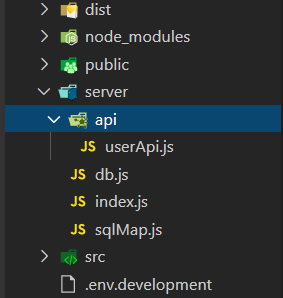 dist
node_modules
public
server
api
JS userApi.js
JS db.js
JS index.js
JS sqlMap.js
src
.env.development